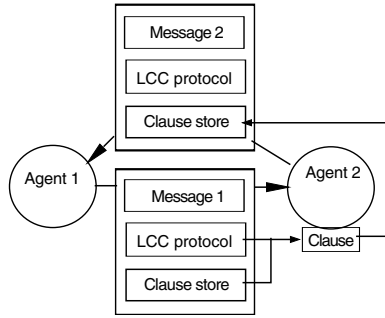 Message 2
LCC protocol
Clause store
Agent 1
Agent 2
Message 1
LCC protocol
Clause
Clause store